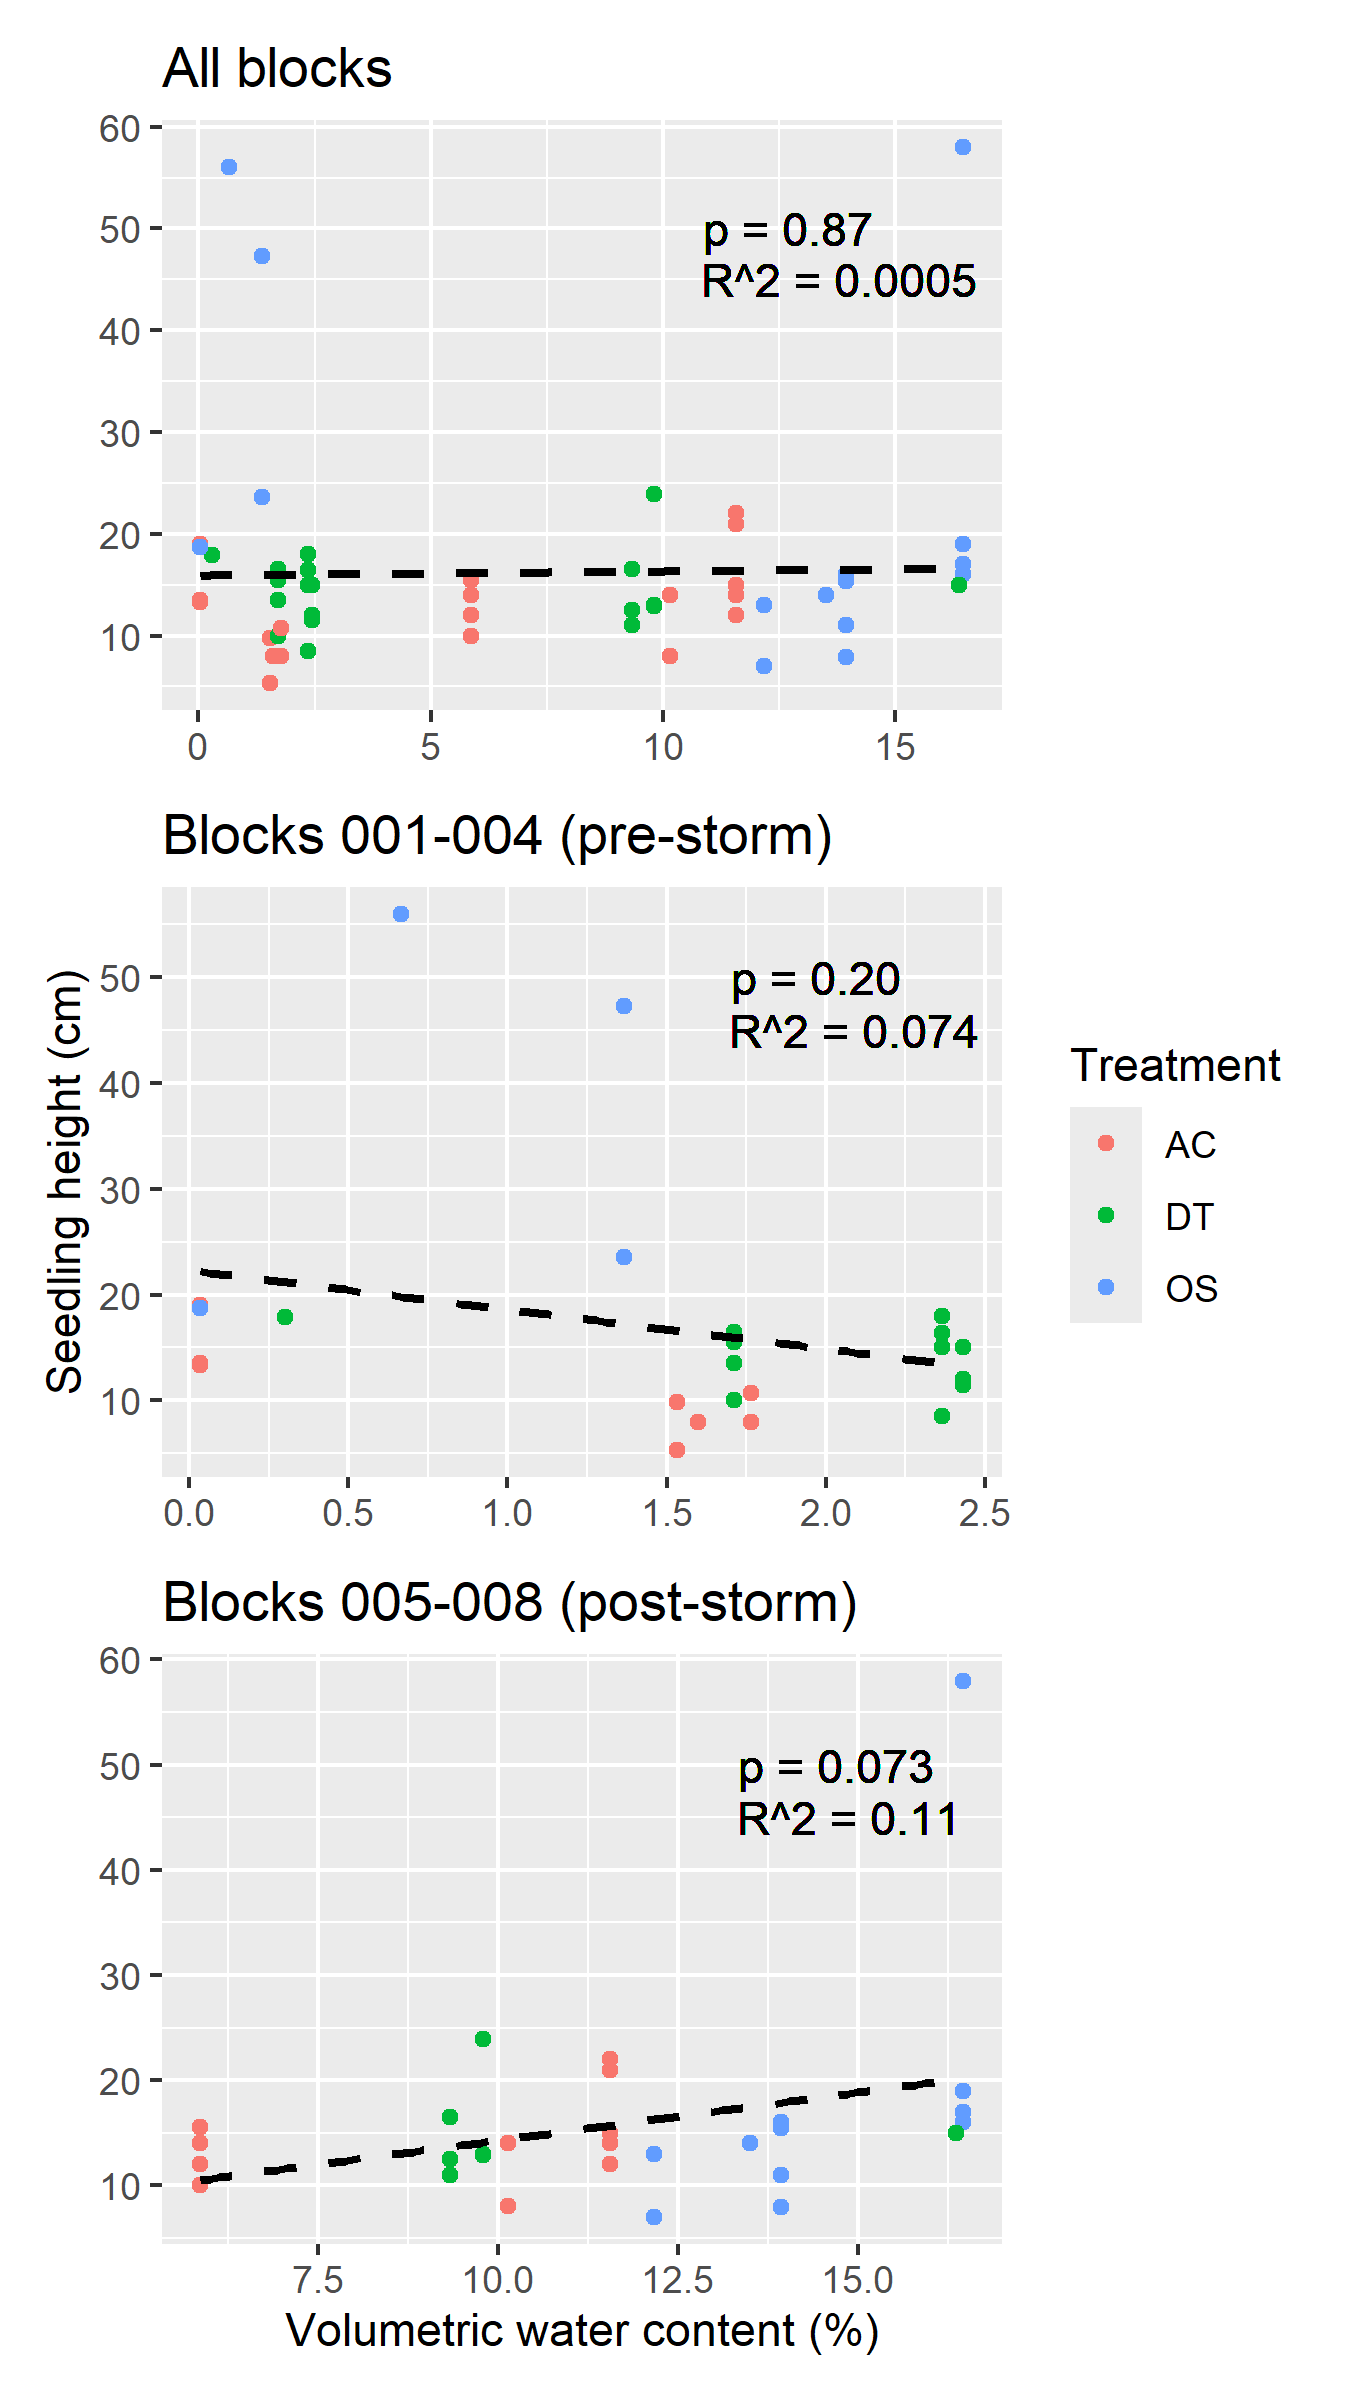 All blocks
60
50
40
30
20
10
p = 0.87
R^2 = 0.0005
0 5 10 15
Blocks 001-004 (pre-storm)
Seedling height (cm)
50
40
30
20
10
p = 0.20
R^2 = 0.074
0.0 0.5 1.0 1.5 2.0 2.5
Treatment
AC
DT
OS
Blocks 005-008 (post-storm)
60
50
40
30
20
10
p = 0.073
R^2 = 0.11
7.5 10.0 12.5 15.0
Volumetric water content (%)